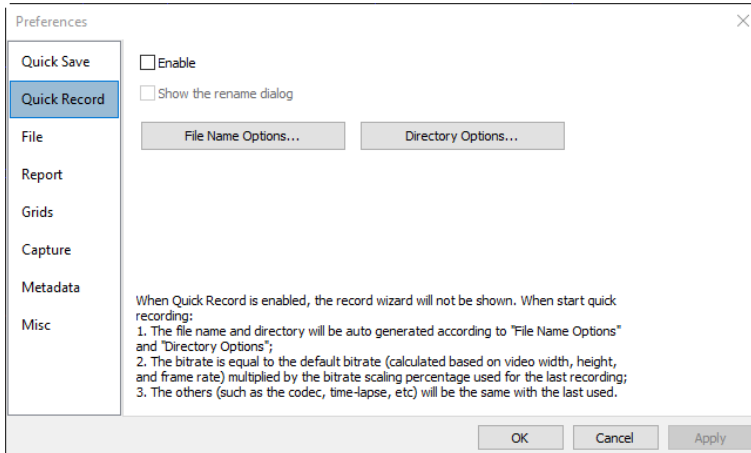 Preferences
Quick Save
Quick Record
File
Report
Grids
Capture
Metadata
Misc
Enable
Show the rename dialog
File Name Options...
Directory Options...
When Quick Record is enabled, the record wizard will not be shown. When start quick
recording:
1. The file name and directory will be auto generated according to "File Name Options"
and "Directory Options";
2. The bitrate is equal to the default bitrate (calculated based on video width, height,
and frame rate) multiplied by the bitrate scaling percentage used for the last recording;
3. The others (such as the codec, time-lapse, etc) will be the same with the last used.
OK
Cancel
Apply